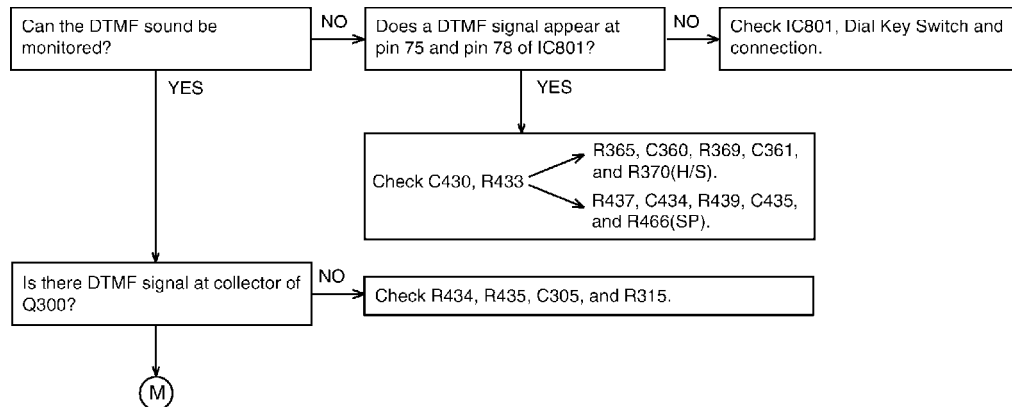 Can the DTMF sound be
monitored?
NO
Does a DTMF signal appear at
pin 75 and pin 78 of IC801?
NO
Check IC801, Dial Key Switch and
connection.
YES
YES
Check C430, R433
R365, C360, R369, C361,
and R370(H/S).
R437, C434, R439, C435,
and R466(SP).
Is there DTMF signal at collector of
Q300?
NO
Check R434, R435, C305, and R315.
M